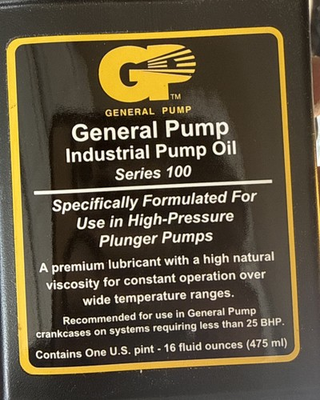 GP™
GENERAL PUMP
General Pump
Industrial Pump Oil
Series 100
Specifically Formulated For
Use in High-Pressure
Plunger Pumps
A premium lubricant with a high natural
viscosity for constant operation over
wide temperature ranges.
Recommended for use in General Pump
crankcases on systems requiring less than 25 BHP.
Contains One U.S. pint - 16 fluid ounces (475 ml)